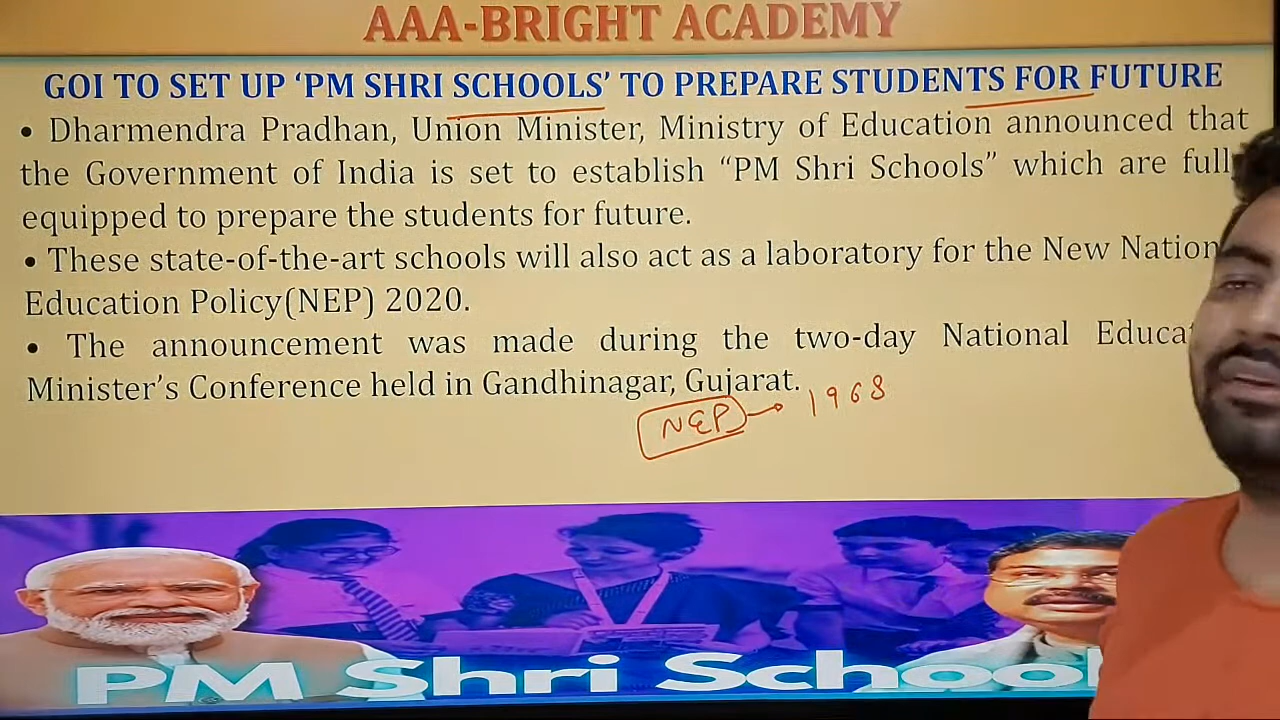 AAA-BRIGHT ACADEMY
GOI TO SET UP ‘PM SHRI SCHOOLS’ TO PREPARE STUDENTS FOR FUTURE
• Dharmendra Pradhan, Union Minister, Ministry of Education announced that
the Government of India is set to establish “PM Shri Schools” which are full
equipped to prepare the students for future.
• These state-of-the-art schools will also act as a laboratory for the New Nation
Education Policy(NEP) 2020.
• The announcement was made during the two-day National Educa
Minister’s Conference held in Gandhinagar, Gujarat.
NEP → 1968
PM Shri School